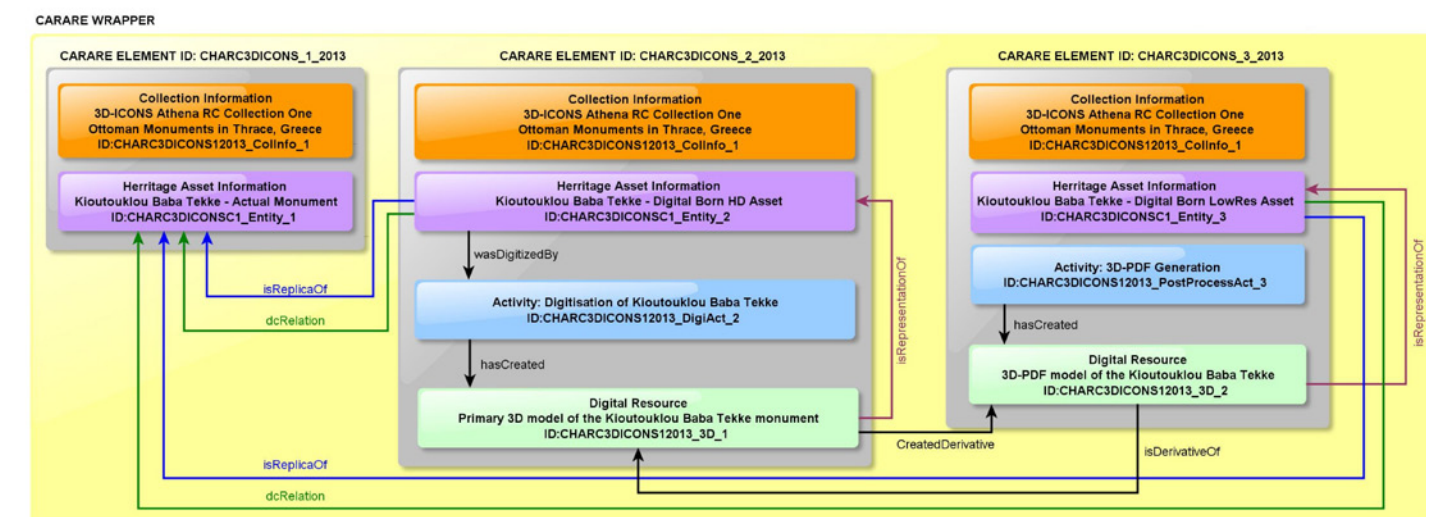 CARARE WRAPPER
CARARE ELEMENT ID: CHARC3DICONS_1_2013
Collection Information
3D-ICONS Athena RC Collection One
Ottoman Monuments in Thrace, Greece
ID:CHARC3DICONS12013_ColInfo_1
Herritage Asset Information
Kioutouklou Baba Tekke - Actual Monument
ID:CHARC3DICONSC1_Entity_1
isReplicaOf
dcRelation
isReplicaOf
dcRelation
CARARE ELEMENT ID: CHARC3DICONS_2_2013
Collection Information
3D-ICONS Athena RC Collection One
Ottoman Monuments in Thrace, Greece
ID:CHARC3DICONS12013_ColInfo_1
Herritage Asset Information
Kioutouklou Baba Tekke - Digital Born HD Asset
ID:CHARC3DICONSC1_Entity_2
wasDigitizedBy
Activity: Digitisation of Kioutouklou Baba Tekke
ID:CHARC3DICONS12013_DigiAct_2
hasCreated
Digital Resource
Primary 3D model of the Kioutouklou Baba Tekke monument
ID:CHARC3DICONS12013_3D_1
isRepresentationOf
CreatedDerivative
CARARE ELEMENT ID: CHARC3DICONS_3_2013
Collection Information
3D-ICONS Athena RC Collection One
Ottoman Monuments in Thrace, Greece
ID:CHARC3DICONS12013_ColInfo_1
Herritage Asset Information
Kioutouklou Baba Tekke - Digital Born LowRes Asset
ID:CHARC3DICONSC1_Entity_3
Activity: 3D-PDF Generation
ID:CHARC3DICONS12013_PostProcessAct_3
hasCreated
Digital Resource
3D-PDF model of the Kioutouklou Baba Tekke
ID:CHARC3DICONS12013_3D_2
isDerivativeOf
isRepresentationOf